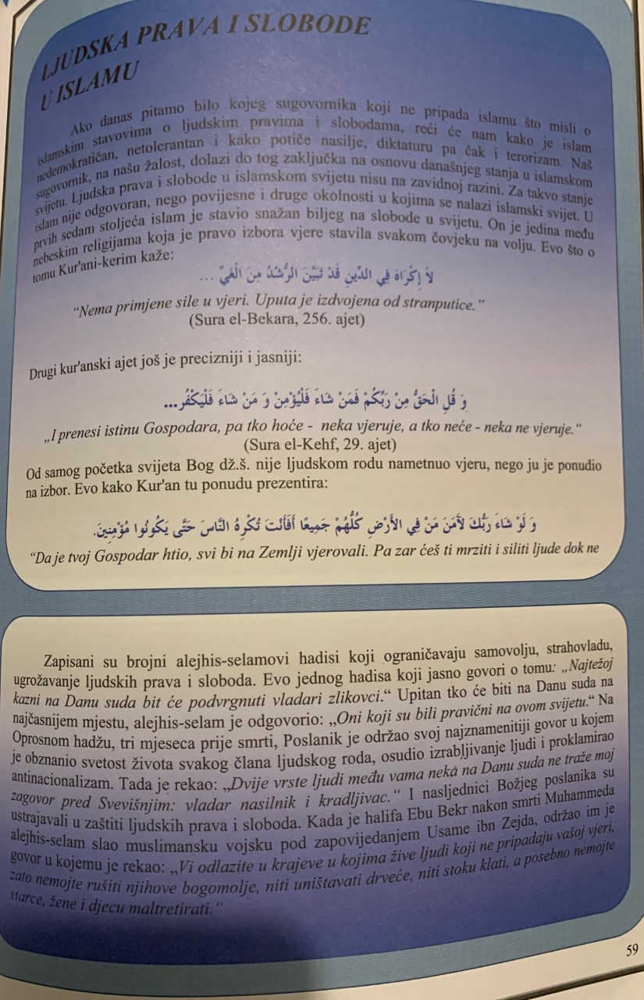 LJUDSKA PRAVA I SLOBODE
U ISLAMU
Ako danas pitamo bilo kojeg sugovornika koji ne pripada islamu što misli o
islamskim stavovima o ljudskim pravima i slobodama, reći će nam kako je islam
nedemokratičan, netolerantan i kako potiče nasilje, diktaturu pa čak i terorizam. Naš
sugovornik, na našu žalost, dolazi do tog zaključka na osnovu današnjeg stanja u islamskom
svijetu. Ljudska prava i slobode u islamskom svijetu nisu na zavidnoj razini. Za takvo stanje
islam nije odgovoran, nego povijesne i druge okolnosti u kojima se nalazi islamski svijet. U
prvih sedam stoljeća islam je stavio snažan biljeg na slobode u svijetu. On je jedina među
nebeskim religijama koja je pravo izbora vjere stavila svakom čovjeku na volju. Evo što o
tomu Kur'ani-kerim kaže:
لاَ إِكْرَاهَ فِي الدِّينِ قَدْ تَبَيَّنَ الرُّشْدُ مِنَ الْغَيِّ ...
“Nema primjene sile u vjeri. Uputa je izdvojena od stranputice.”
(Sura el-Bekara, 256. ajet)
Drugi kur'anski ajet još je precizniji i jasniji:
وَ قُلِ الْحَقُّ مِنْ رَبِّكُمْ فَمَنْ شَاءَ فَلْيُؤْمِنْ وَ مَنْ شَاءَ فَلْيَكْفُر...
„I prenesi istinu Gospodara, pa tko hoće - neka vjeruje, a tko neće - neka ne vjeruje.“
(Sura el-Kehf, 29. ajet)
Od samog početka svijeta Bog dž.š. nije ljudskom rodu nametnuo vjeru, nego ju je ponudio
na izbor. Evo kako Kur'an tu ponudu prezentira:
وَ لَوْ شَاءَ رَبُّكَ لآمَنَ مَنْ فِي الأَرْضِ كُلُّهُمْ جَمِيعًا أَفَأَنْتَ تُكْرِهُ النَّاسَ حَتَّى يَكُونُوا مُؤْمِنِينَ.
“Da je tvoj Gospodar htio, svi bi na Zemlji vjerovali. Pa zar ćeš ti mrziti i siliti ljude dok ne
Zapisani su brojni alejhis-selamovi hadisi koji ograničavaju samovolju, strahovladu,
ugrožavanje ljudskih prava i sloboda. Evo jednog hadisa koji jasno govori o tomu: „Najtežoj
kazni na Danu suda bit će podvrgnuti vladari zlikovci.“ Upitan tko će biti na Danu suda na
najčasnijem mjestu, alejhis-selam je odgovorio: „Oni koji su bili pravični na ovom svijetu.“ Na
Oprosnom hadžu, tri mjeseca prije smrti, Poslanik je održao svoj najznamenitiji govor u kojem
je obznanio svetost života svakog člana ljudskog roda, osudio izrabljivanje ljudi i proklamirao
antinacionalizam. Tada je rekao: „Dvije vrste ljudi među vama neka na Danu suda ne traže moj
zagovor pred Svevišnjim: vladar nasilnik i kradljivac.“ I nasljednici Božjeg poslanika su
ustrajavali u zaštiti ljudskih prava i sloboda. Kada je halifa Ebu Bekr nakon smrti Muhammeda
alejhis-selam slao muslimansku vojsku pod zapovijedanjem Usame ibn Zejda, održao im je
govor u kojemu je rekao: „Vi odlazite u krajeve u kojima žive ljudi koji ne pripadaju vašoj vjeri,
zato nemojte rušiti njihove bogomolje, niti uništavati drveće, niti stoku klati, a posebno nemojte
starce, žene i djecu maltretirati.“
59